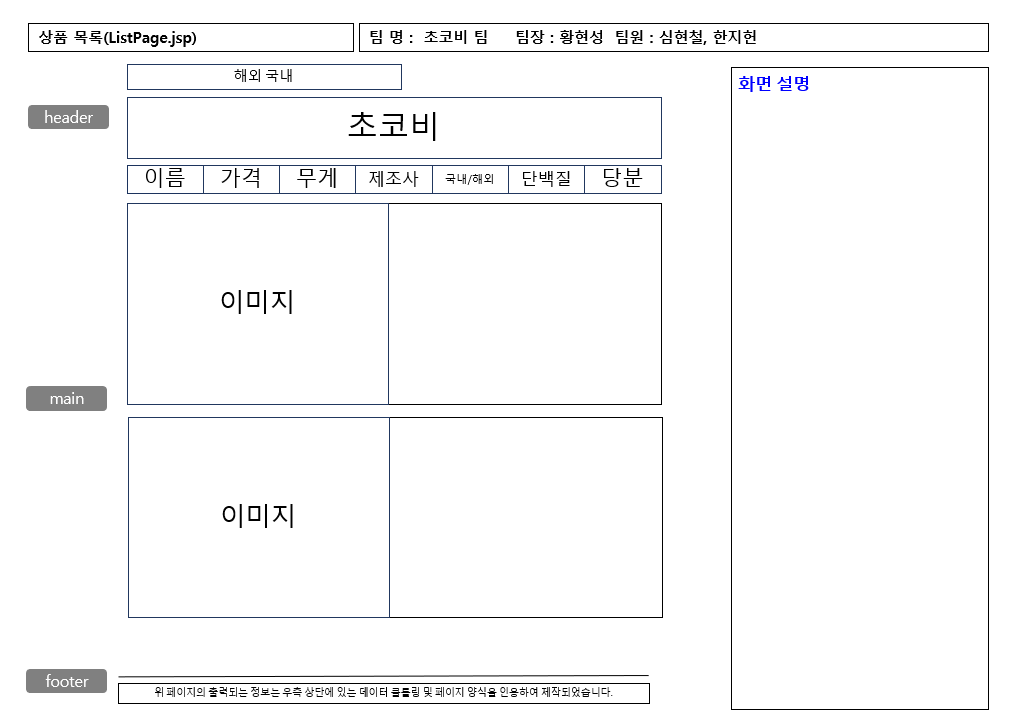 상품 목록(ListPage.jsp)
팀 명 : 초코비 팀 팀장 : 황현성 팀원 : 심현철, 한지헌
해외 국내
화면 설명
header
초코비
이름 가격 무게 제조사 국내/해외 단백질 당분
이미지
main
이미지
footer
위 페이지의 출력되는 정보는 우측 상단에 있는 데이터 클롤링 및 페이지 양식을 인용하여 제작되었습니다.